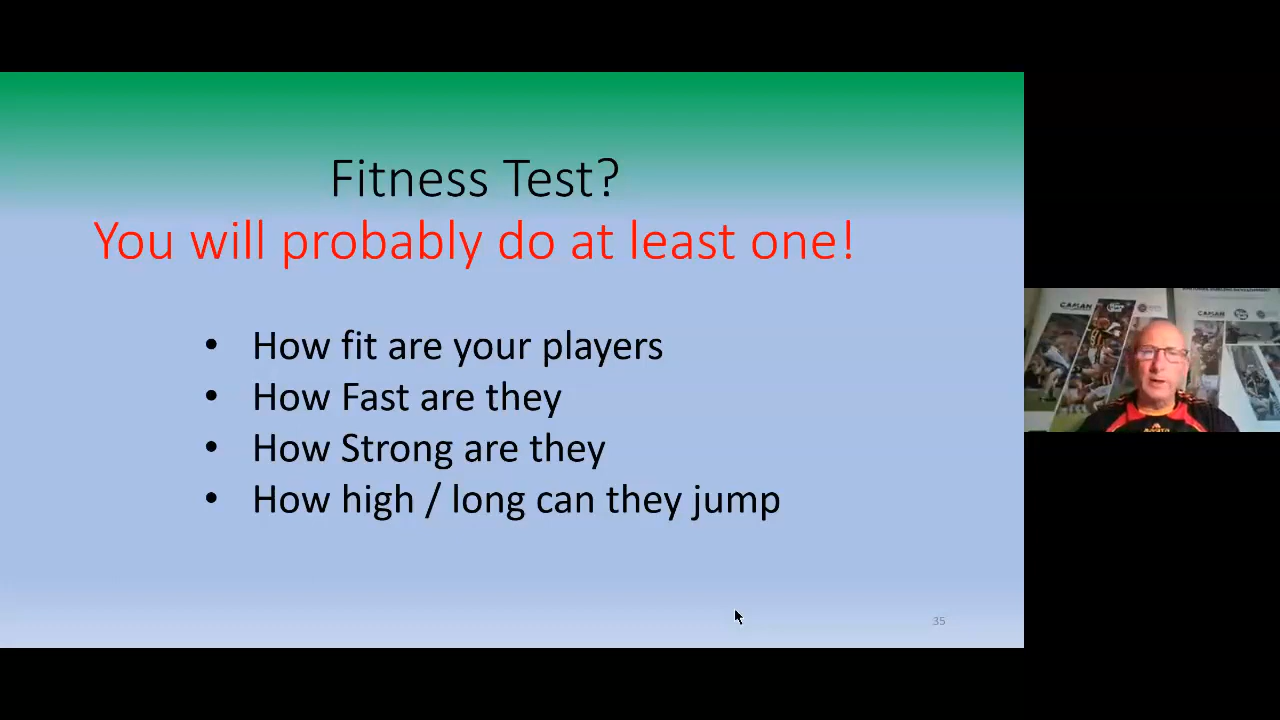 Fitness Test?
You will probably do at least one!
• How fit are your players
• How Fast are they
• How Strong are they
• How high / long can they jump
35